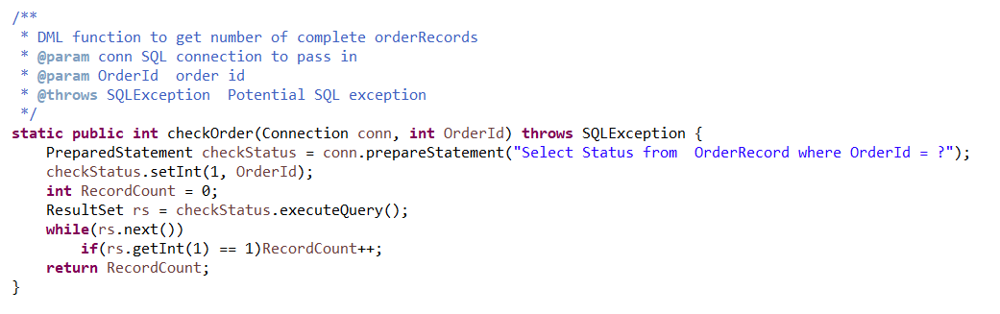 /**
 * DML function to get number of complete orderRecords
 * @param conn SQL connection to pass in
 * @param OrderId  order id
 * @throws SQLException  Potential SQL exception
 */
static public int checkOrder(Connection conn, int OrderId) throws SQLException {
    PreparedStatement checkStatus = conn.prepareStatement("Select Status from  OrderRecord where OrderId = ?");
    checkStatus.setInt(1, OrderId);
    int RecordCount = 0;
    ResultSet rs = checkStatus.executeQuery();
    while(rs.next())
        if(rs.getInt(1) == 1)RecordCount++;
    return RecordCount;
}